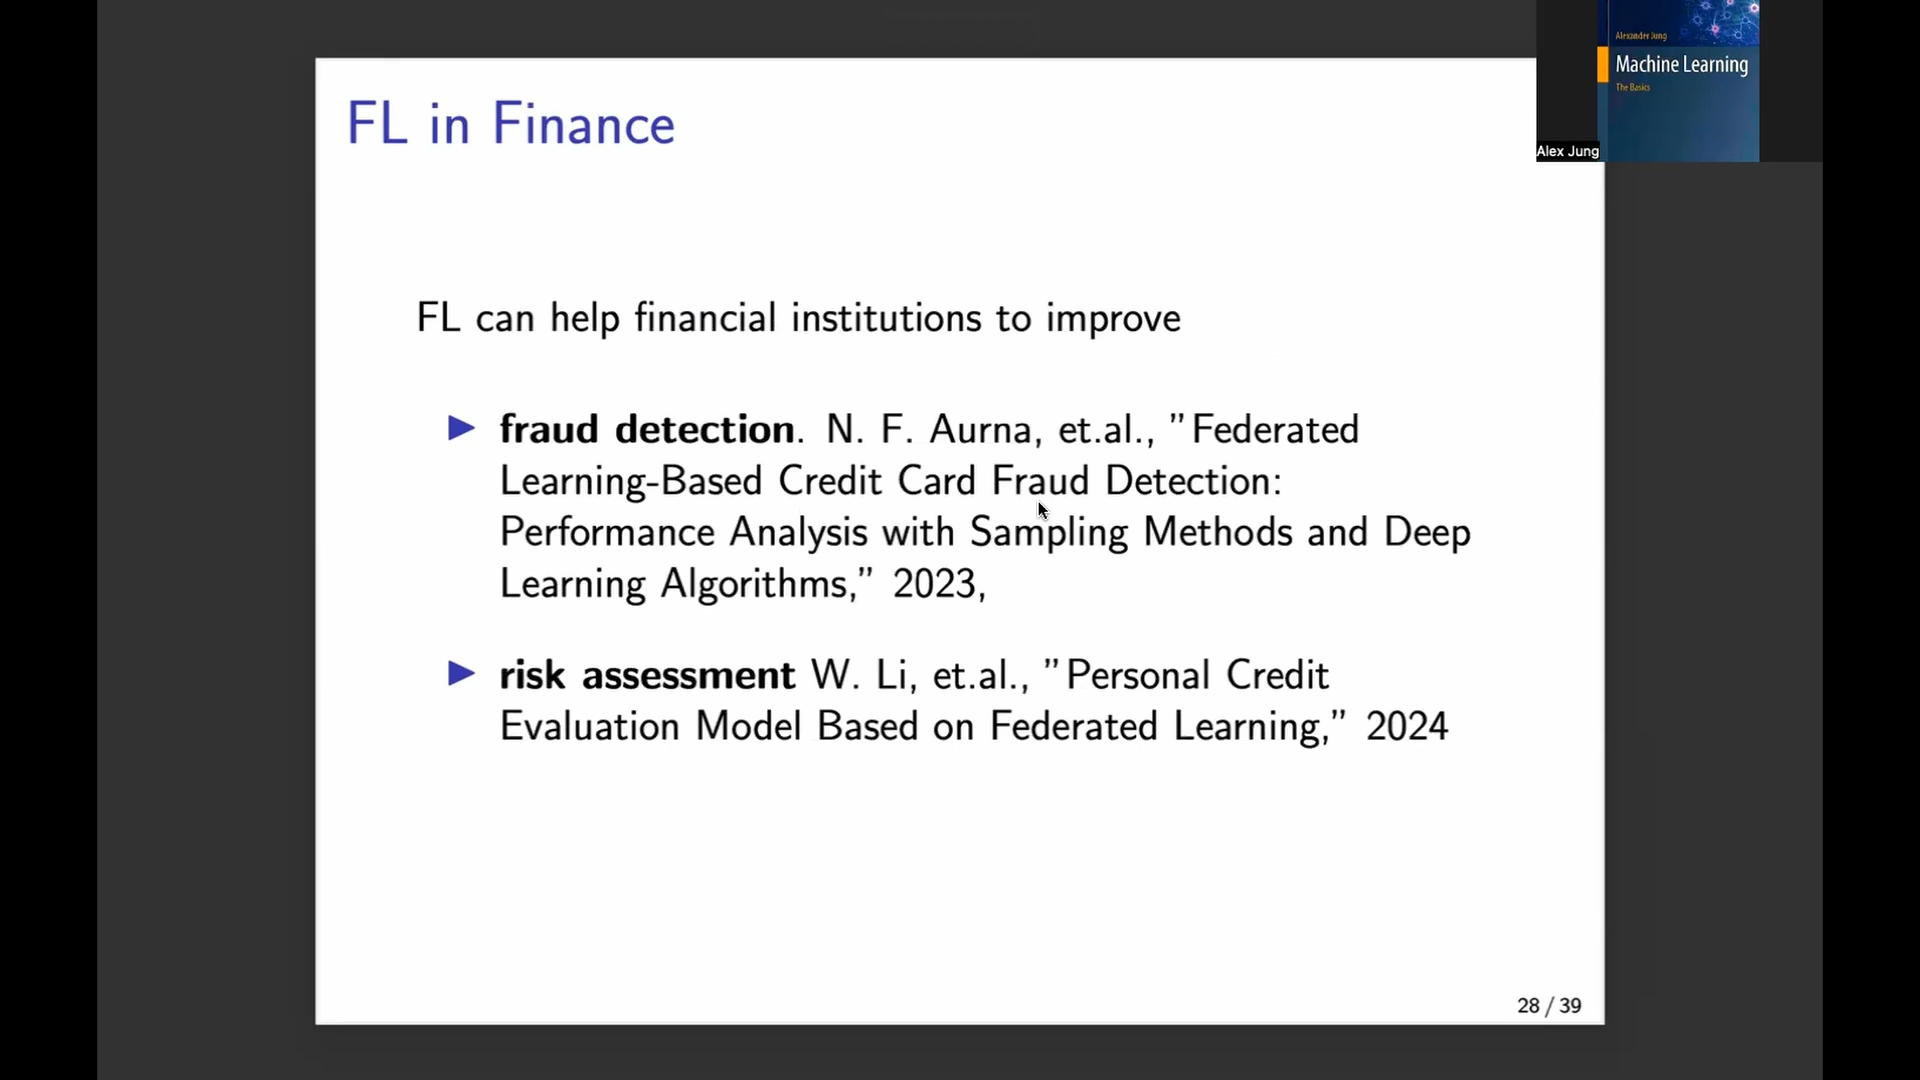 Alexander Jung
Machine Learning
The Basics
Alex Jung
FL in Finance
FL can help financial institutions to improve
▶ fraud detection. N. F. Aurna, et.al., ”Federated
Learning-Based Credit Card Fraud Detection:
Performance Analysis with Sampling Methods and Deep
Learning Algorithms,” 2023,
▶ risk assessment W. Li, et.al., ”Personal Credit
Evaluation Model Based on Federated Learning,” 2024
28 / 39